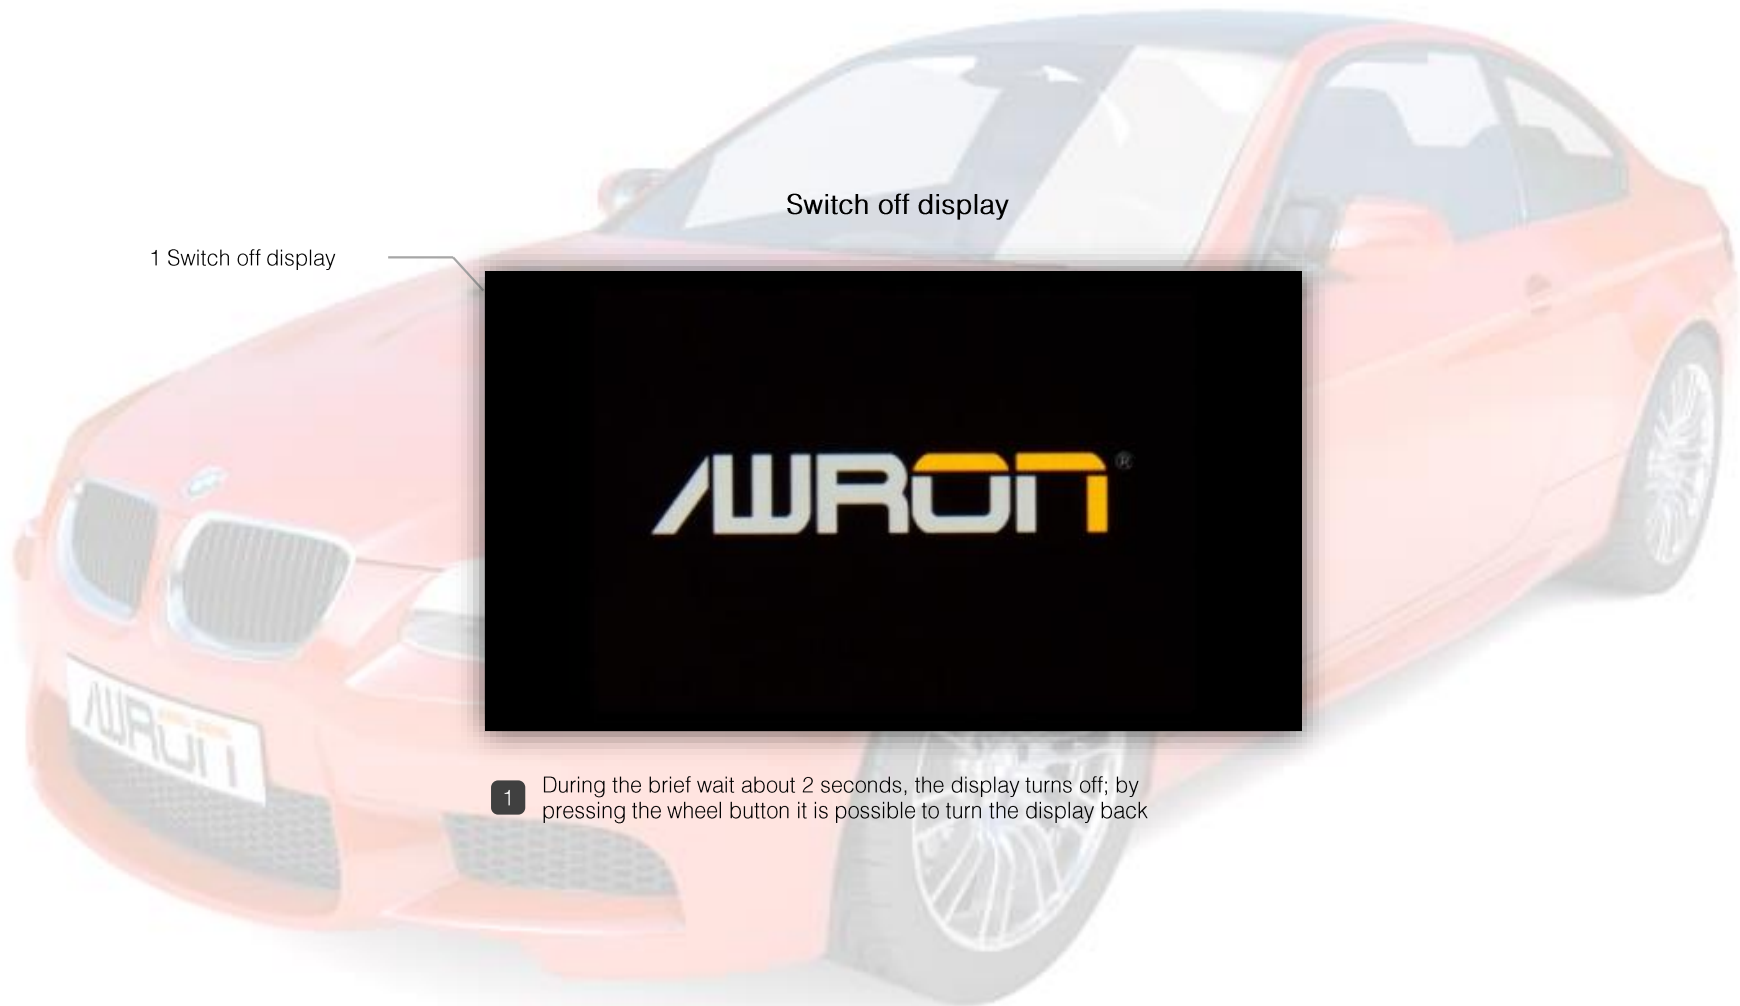 Switch off display
1 Switch off display
AWRON®
1
During the brief wait about 2 seconds, the display turns off; by
pressing the wheel button it is possible to turn the display back
AWRON